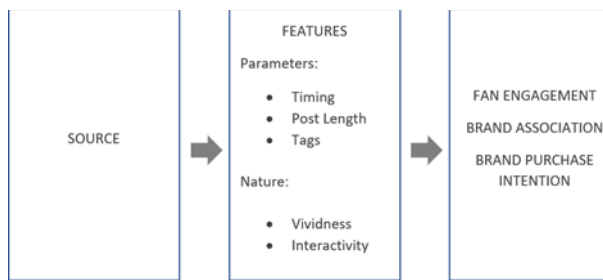 SOURCE
FEATURES
Parameters:
• Timing
• Post Length
• Tags
Nature:
• Vividness
• Interactivity
FAN ENGAGEMENT
BRAND ASSOCIATION
BRAND PURCHASE
INTENTION